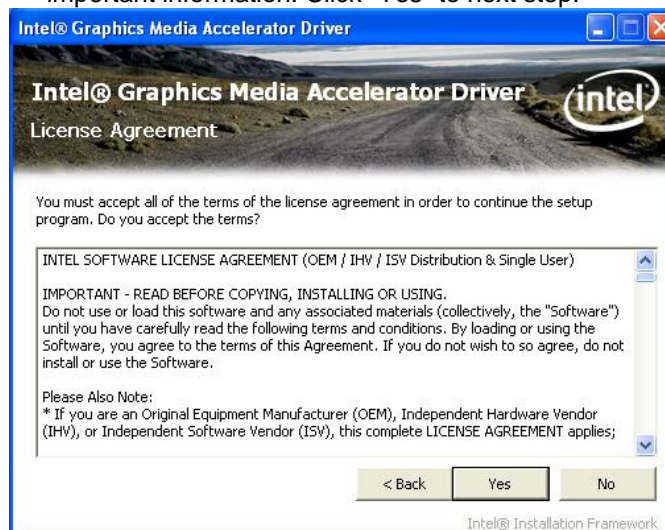 important information. Click "Yes" to next step.
Intel® Graphics Media Accelerator Driver
Intel® Graphics Media Accelerator Driver
intel
License Agreement
You must accept all of the terms of the license agreement in order to continue the setup
program. Do you accept the terms?
INTEL SOFTWARE LICENSE AGREEMENT (OEM / IHV / ISV Distribution & Single User)
IMPORTANT - READ BEFORE COPYING, INSTALLING OR USING.
Do not use or load this software and any associated materials (collectively, the "Software")
until you have carefully read the following terms and conditions. By loading or using the
Software, you agree to the terms of this Agreement. If you do not wish to so agree, do not
install or use the Software.
Please Also Note:
* If you are an Original Equipment Manufacturer (OEM), Independent Hardware Vendor
(IHV), or Independent Software Vendor (ISV), this complete LICENSE AGREEMENT applies;
< Back Yes No
Intel® Installation Framework